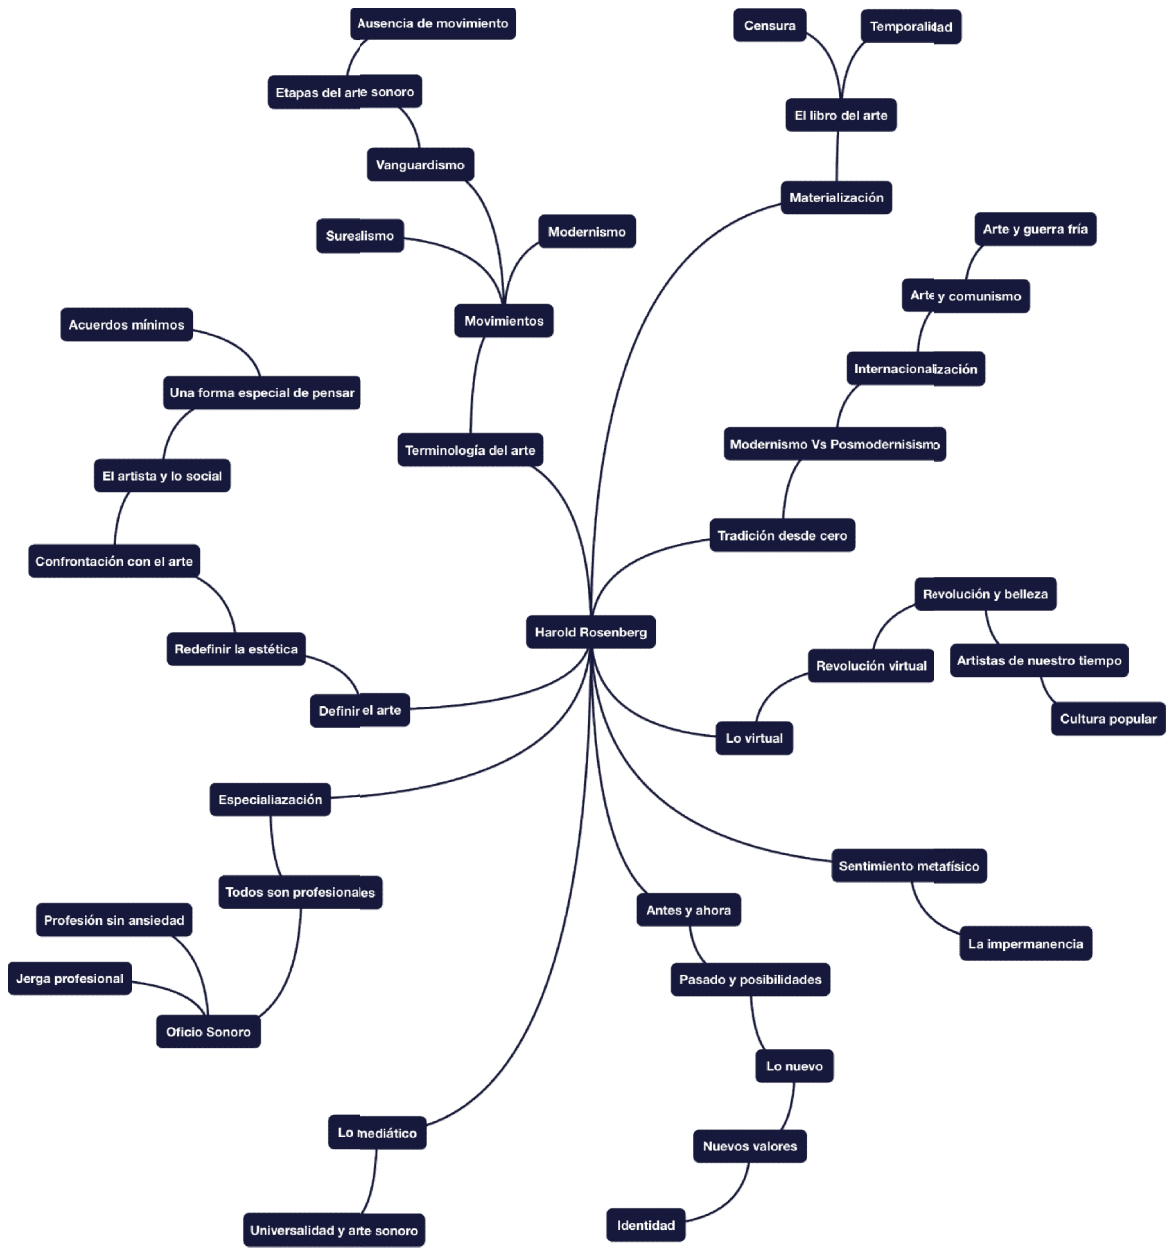 Ausencia de movimiento
Censura
Temporalidad
Etapas del arte sonoro
El libro del arte
Vanguardismo
Materialización
Surealismo
Modernismo
Arte y guerra fría
Arte y comunismo
Acuerdos mínimos
Movimientos
Internacionalización
Una forma especial de pensar
Terminología del arte
Modernismo Vs Posmodernisismo
El artista y lo social
Tradición desde cero
Confrontación con el arte
Revolución y belleza
Harold Rosenberg
Redefinir la estética
Revolución virtual
Artistas de nuestro tiempo
Definir el arte
Lo virtual
Cultura popular
Especialiazación
Sentimiento metafísico
Todos son profesionales
Antes y ahora
Profesión sin ansiedad
La impermanencia
Jerga profesional
Pasado y posibilidades
Oficio Sonoro
Lo nuevo
Lo mediático
Nuevos valores
Universalidad y arte sonoro
Identidad